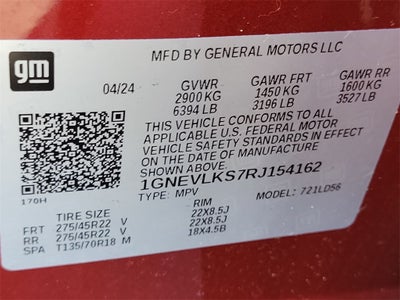 gm
MFD BY GENERAL MOTORS LLC
04/24 GVWR GAWR FRT GAWR RR
2900 KG 1450 KG 1600 KG
6394 LB 3196 LB 3527 LB
THIS VEHICLE CONFORMS TO ALL
APPLICABLE U.S. FEDERAL MOTOR
VEHICLE SAFETY STANDARDS IN EFFECT
ON THE DATE OF MANUFACTURE
1GNEVLKS7RJ154162
170H TYPE: MPV MODEL: 721LD56
TIRE SIZE RIM
FRT 275/45R22 V 22X8.5J
RR 275/45R22 V 22X8.5J
SPA T135/70R18 M 18X4.5B